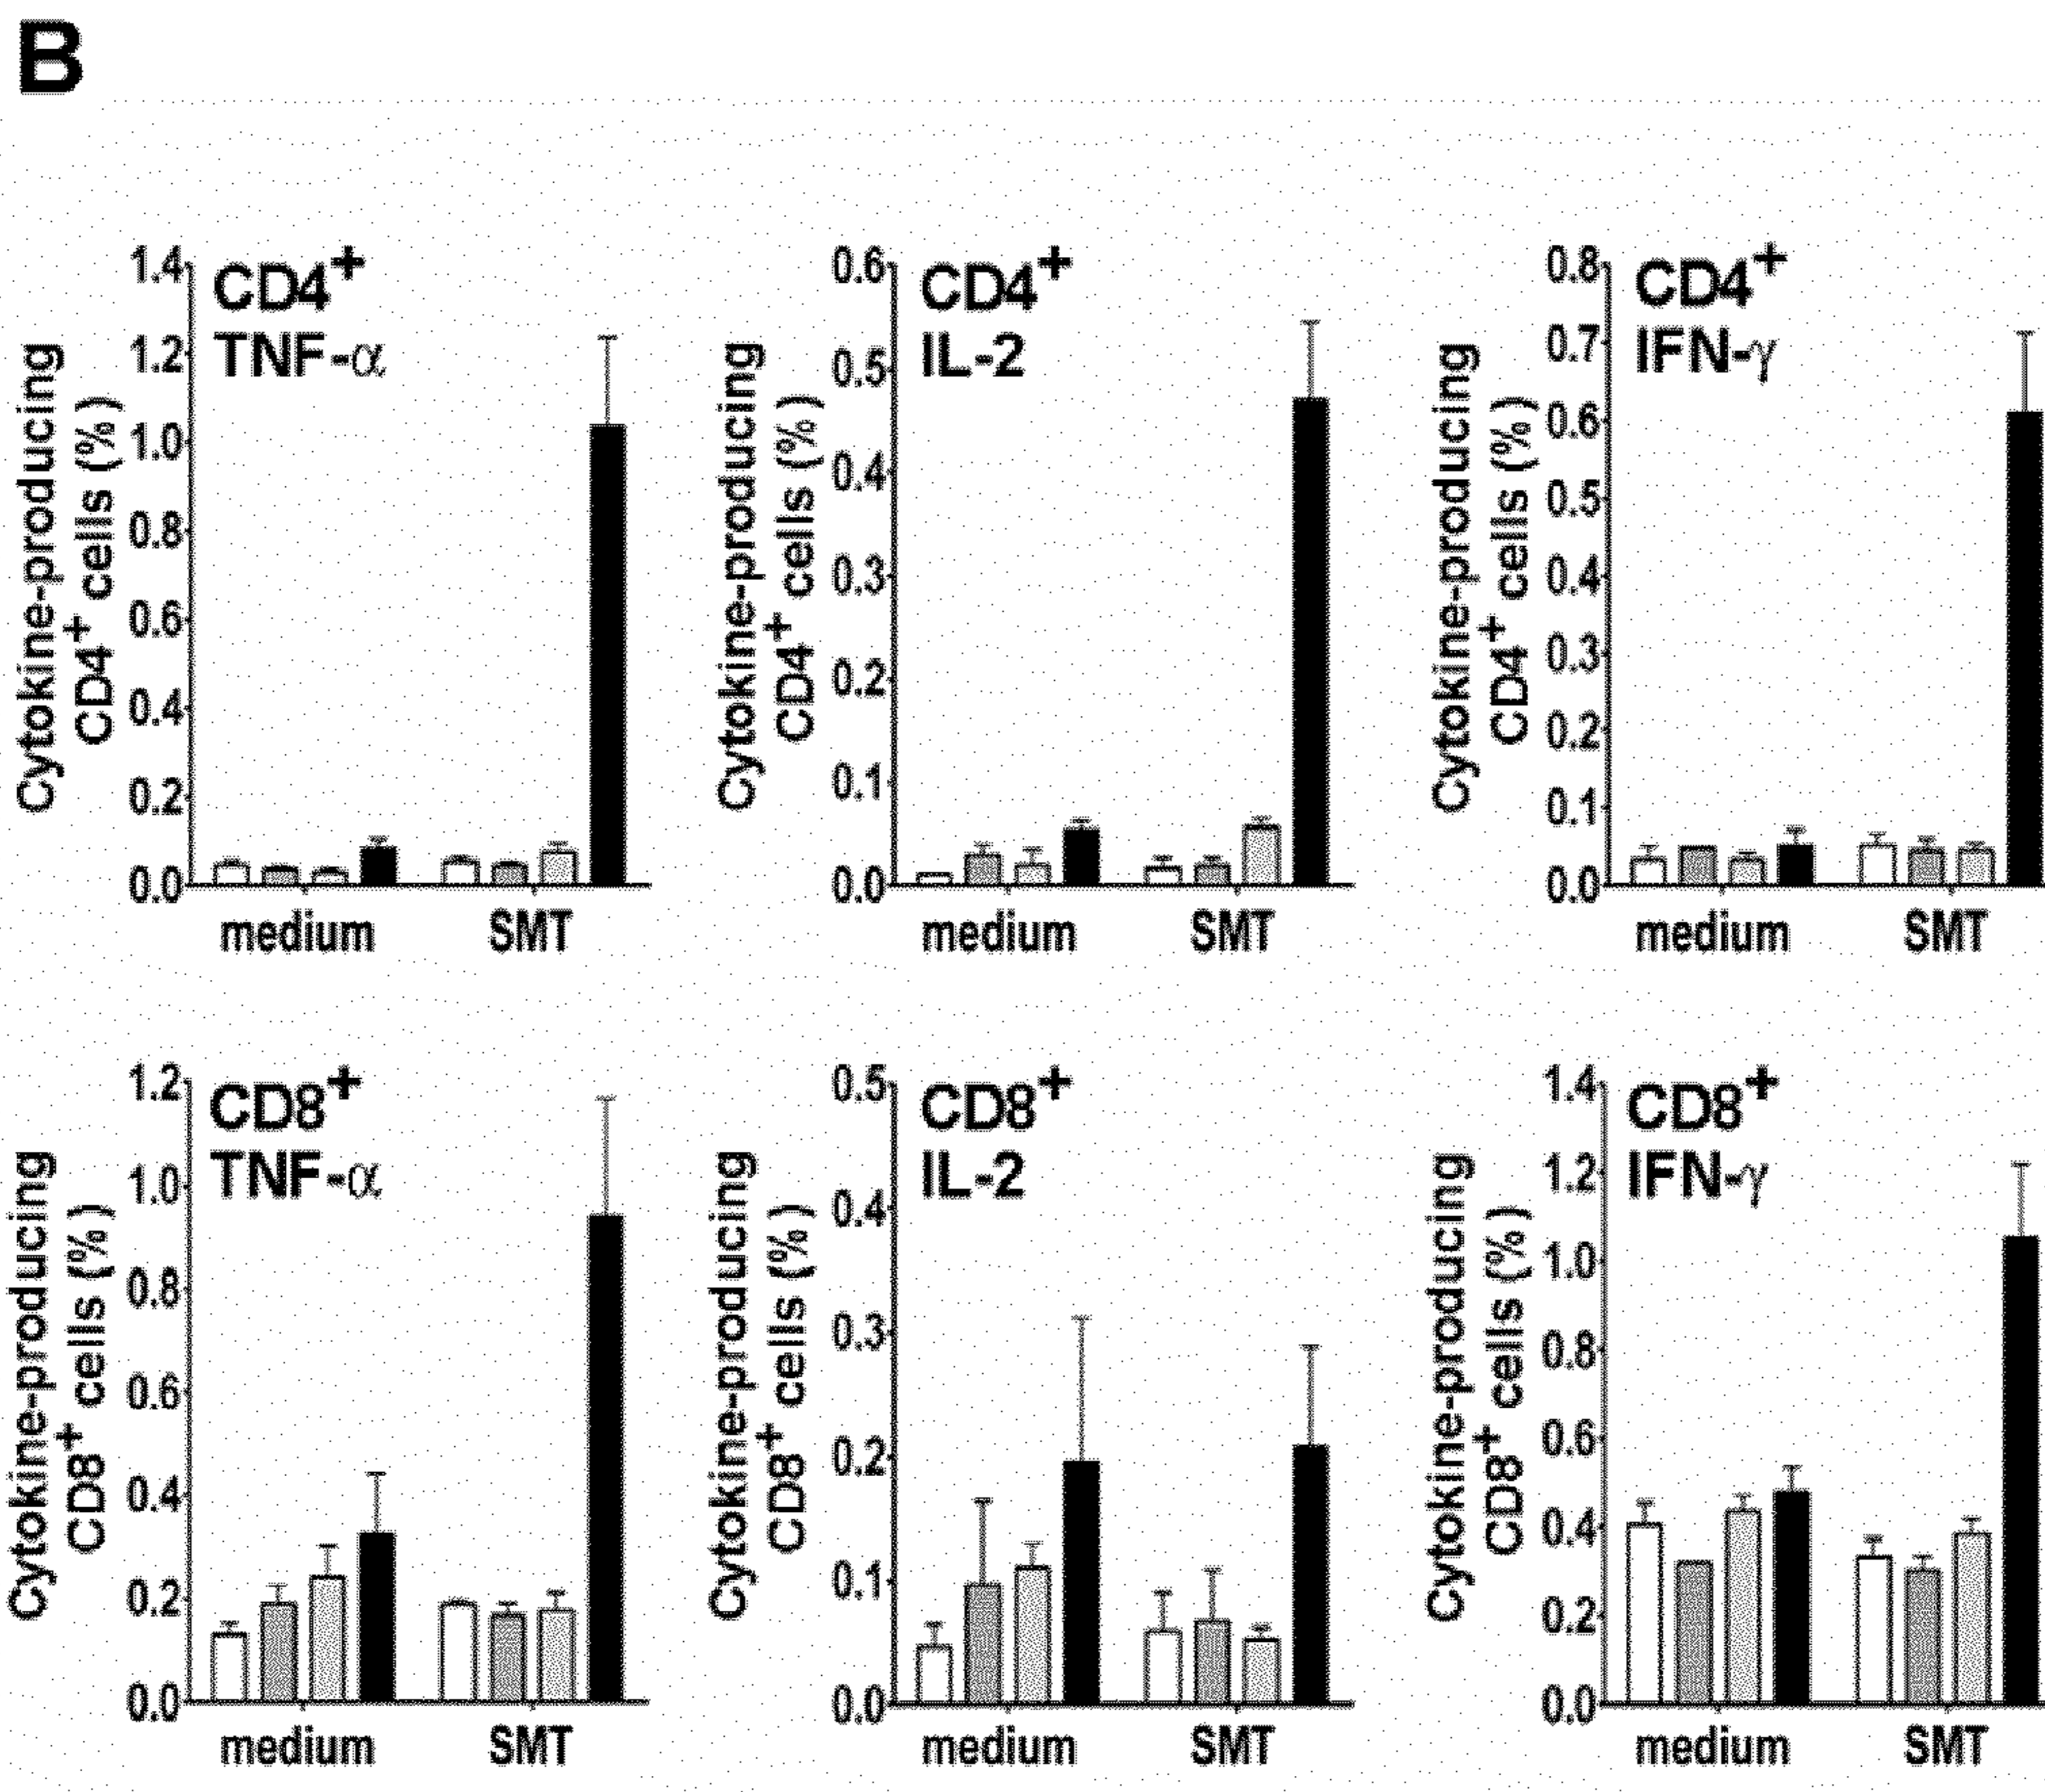 B
CD4+
TNF-α
Cytokine-producing
CD4+ cells (%)
1.4
1.2
1.0
0.8
0.6
0.4
0.2
0.0
medium SMT
CD4+
IL-2
Cytokine-producing
CD4+ cells (%)
0.6
0.5
0.4
0.3
0.2
0.1
0.0
medium SMT
CD4+
IFN-γ
Cytokine-producing
CD4+ cells (%)
0.8
0.7
0.6
0.5
0.4
0.3
0.2
0.1
0.0
medium SMT
CD8+
TNF-α
Cytokine-producing
CD8+ cells (%)
1.2
1.0
0.8
0.6
0.4
0.2
0.0
medium SMT
CD8+
IL-2
Cytokine-producing
CD8+ cells (%)
0.5
0.4
0.3
0.2
0.1
0.0
medium SMT
CD8+
IFN-γ
Cytokine-producing
CD8+ cells (%)
1.4
1.2
1.0
0.8
0.6
0.4
0.2
0.0
medium SMT